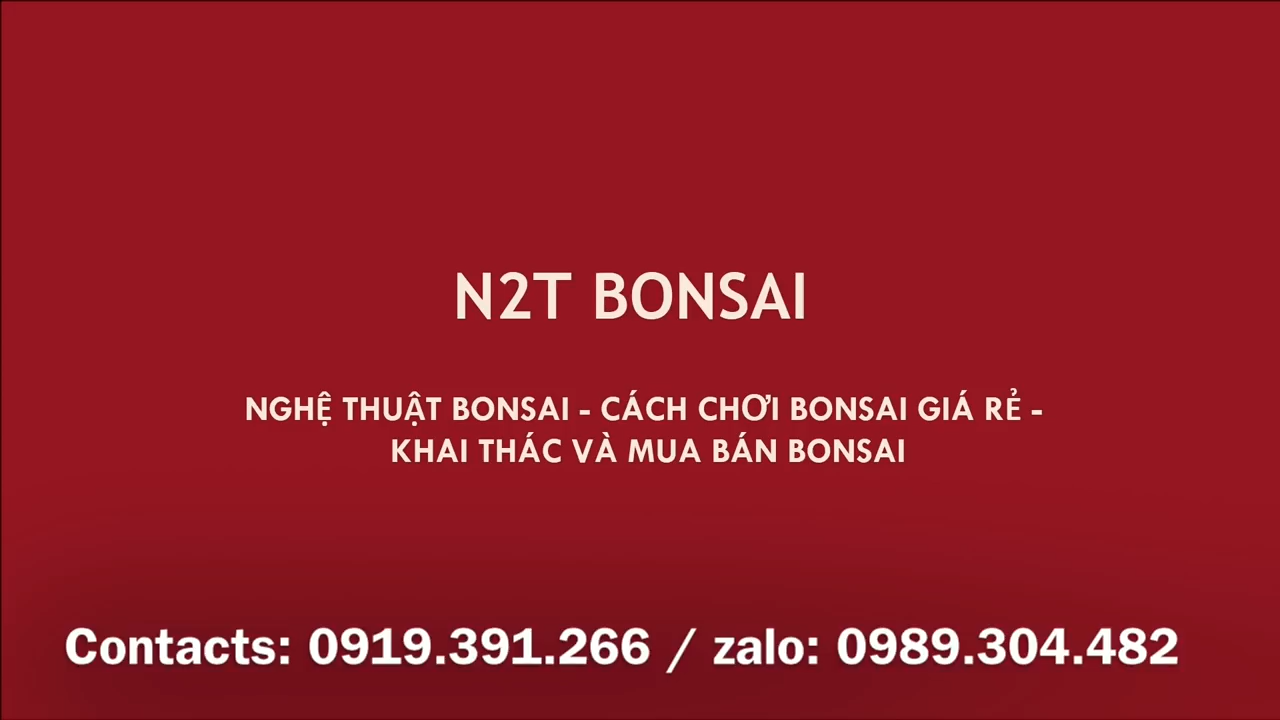 N2T BONSAI
NGHỆ THUẬT BONSAI - CÁCH CHƠI BONSAI GIÁ RẺ -
KHAI THÁC VÀ MUA BÁN BONSAI
Contacts: 0919.391.266 / zalo: 0989.304.482